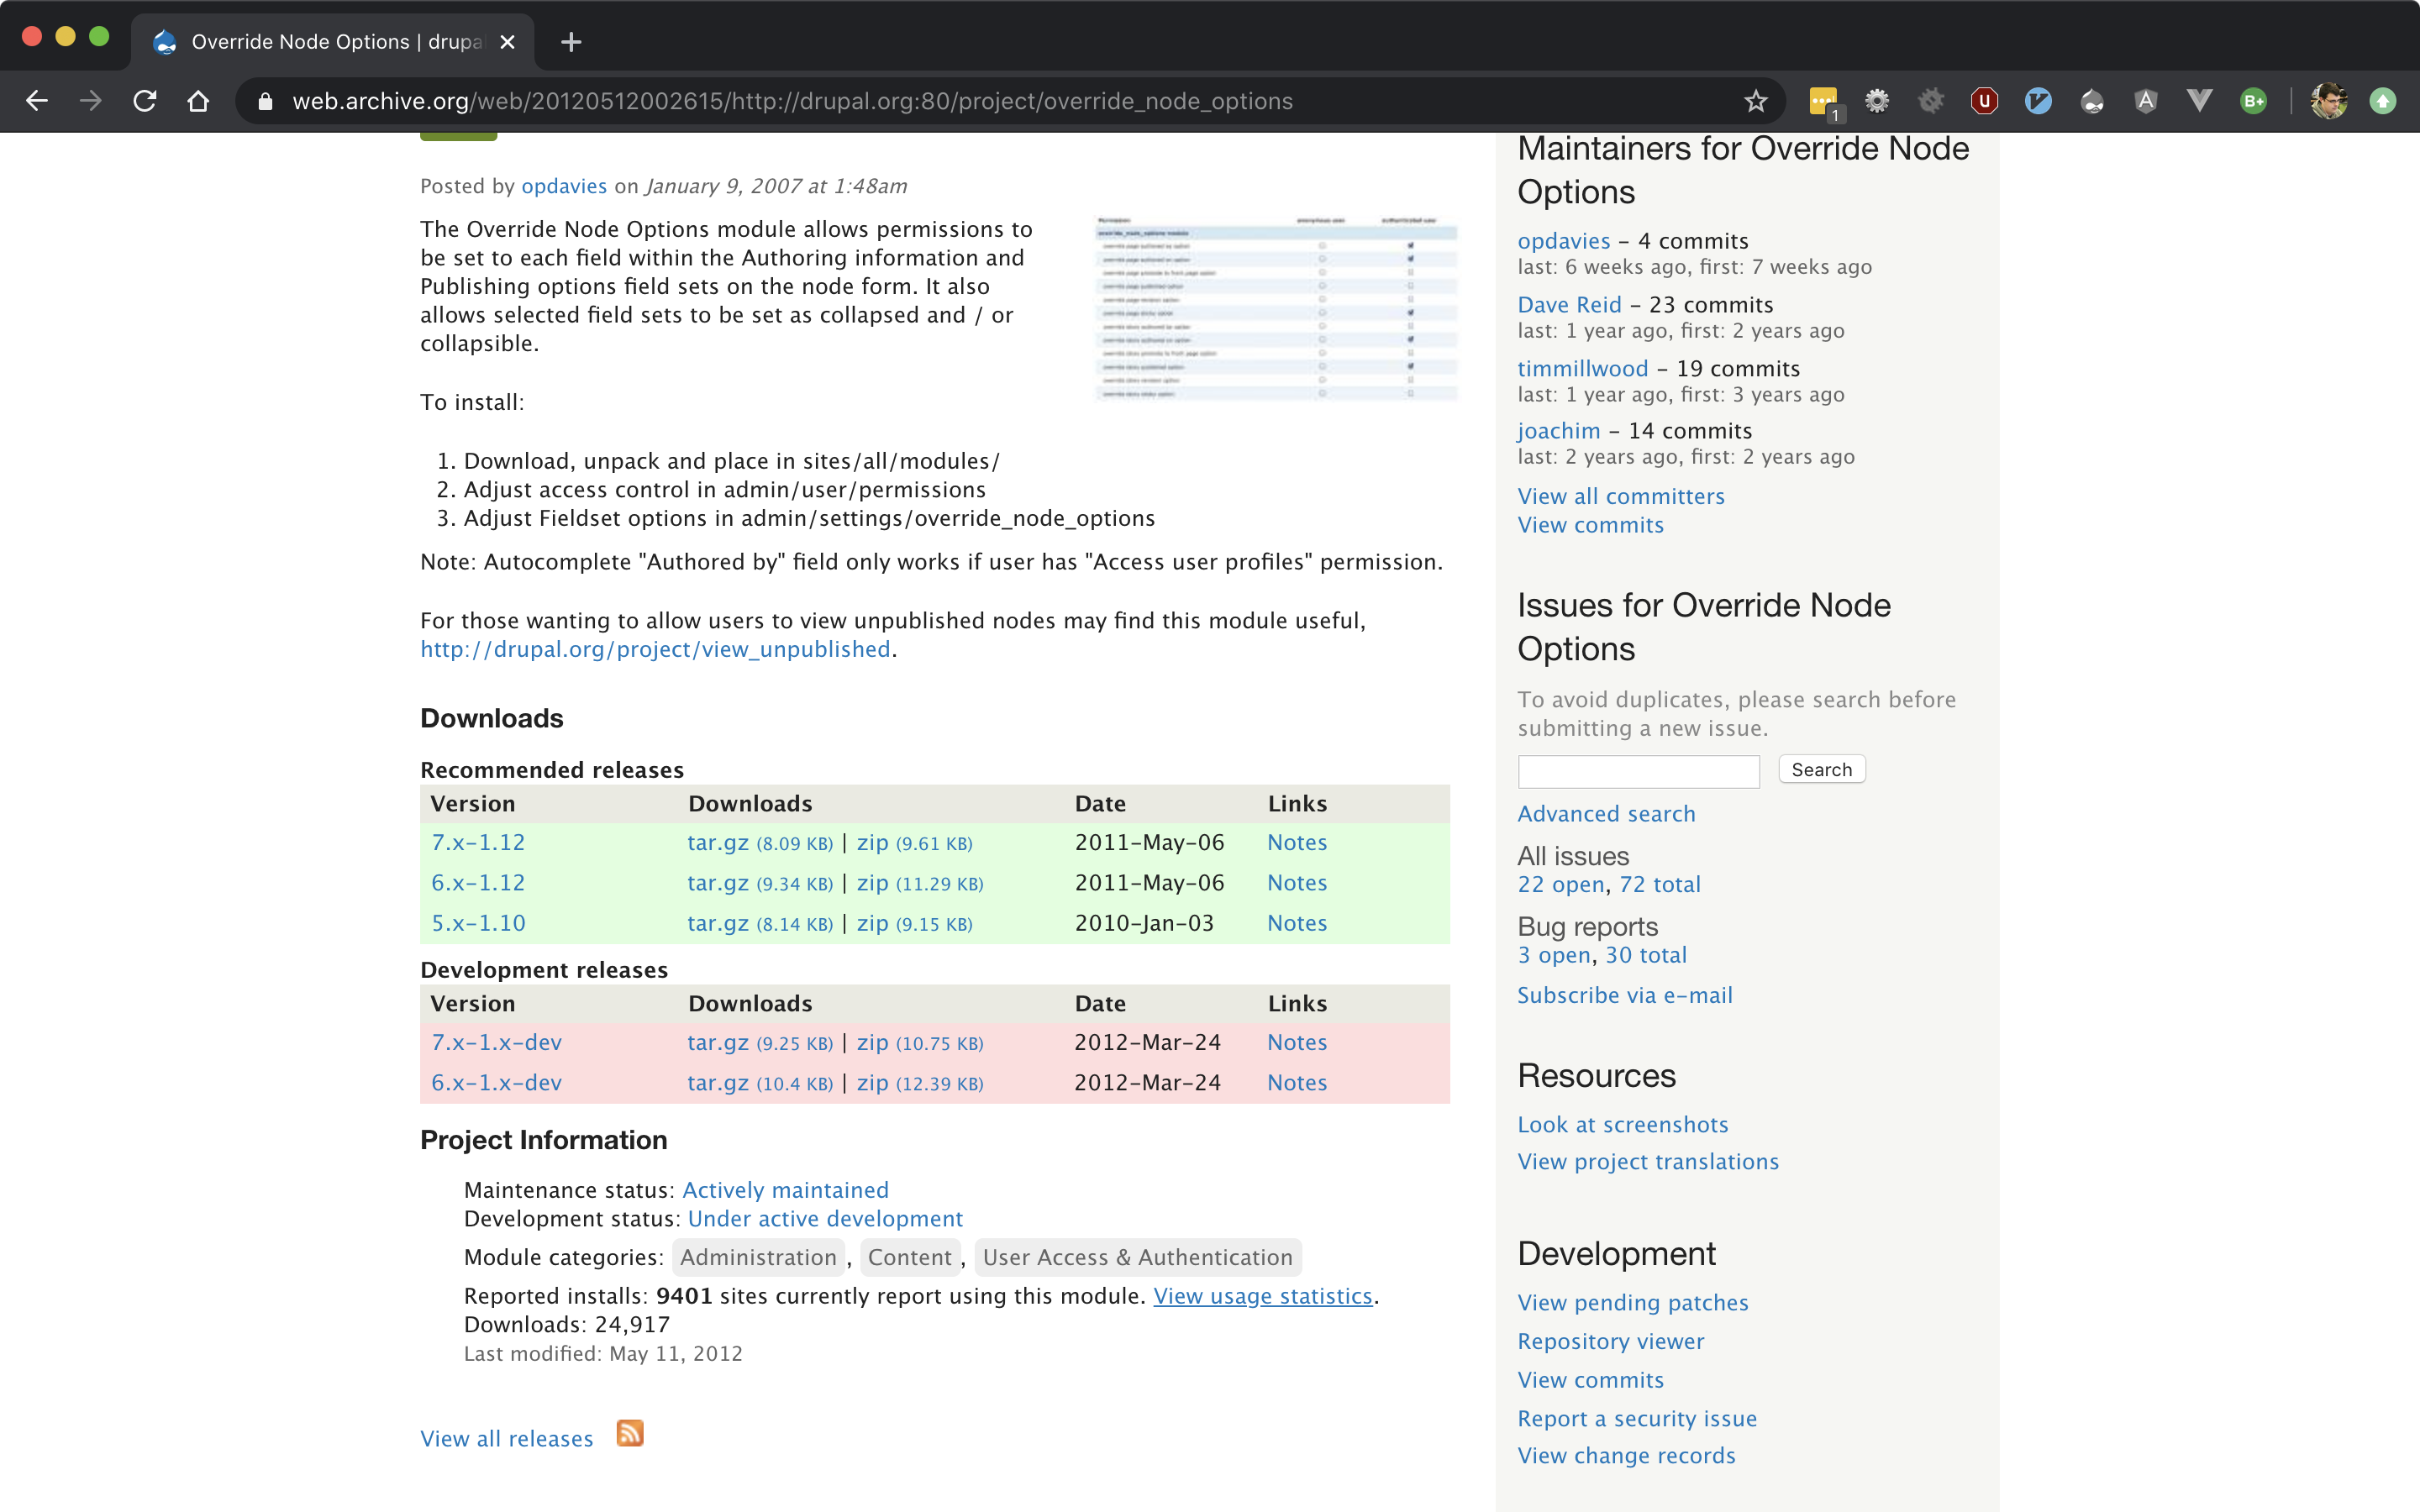 Override Node Options | drupa
web.archive.org/web/20120512002615/http://drupal.org:80/project/override_node_options
1
B+
Posted by opdavies on January 9, 2007 at 1:48am
The Override Node Options module allows permissions to
be set to each field within the Authoring information and
Publishing options field sets on the node form. It also
allows selected field sets to be set as collapsed and / or
collapsible.
To install:
1. Download, unpack and place in sites/all/modules/
2. Adjust access control in admin/user/permissions
3. Adjust Fieldset options in admin/settings/override_node_options
Note: Autocomplete "Authored by" field only works if user has "Access user profiles" permission.
For those wanting to allow users to view unpublished nodes may find this module useful,
http://drupal.org/project/view_unpublished.
Downloads
Recommended releases
Version Downloads Date Links
7.x-1.12 tar.gz (8.09 KB) | zip (9.61 KB) 2011-May-06 Notes
6.x-1.12 tar.gz (9.34 KB) | zip (11.29 KB) 2011-May-06 Notes
5.x-1.10 tar.gz (8.14 KB) | zip (9.15 KB) 2010-Jan-03 Notes
Development releases
Version Downloads Date Links
7.x-1.x-dev tar.gz (9.25 KB) | zip (10.75 KB) 2012-Mar-24 Notes
6.x-1.x-dev tar.gz (10.4 KB) | zip (12.39 KB) 2012-Mar-24 Notes
Project Information
Maintenance status: Actively maintained
Development status: Under active development
Module categories: Administration, Content, User Access & Authentication
Reported installs: 9401 sites currently report using this module. View usage statistics.
Downloads: 24,917
Last modified: May 11, 2012
View all releases
Maintainers for Override Node
Options
opdavies – 4 commits
last: 6 weeks ago, first: 7 weeks ago
Dave Reid – 23 commits
last: 1 year ago, first: 2 years ago
timmillwood – 19 commits
last: 1 year ago, first: 3 years ago
joachim – 14 commits
last: 2 years ago, first: 2 years ago
View all committers
View commits
Issues for Override Node
Options
To avoid duplicates, please search before
submitting a new issue.
Search
Advanced search
All issues
22 open, 72 total
Bug reports
3 open, 30 total
Subscribe via e-mail
Resources
Look at screenshots
View project translations
Development
View pending patches
Repository viewer
View commits
Report a security issue
View change records